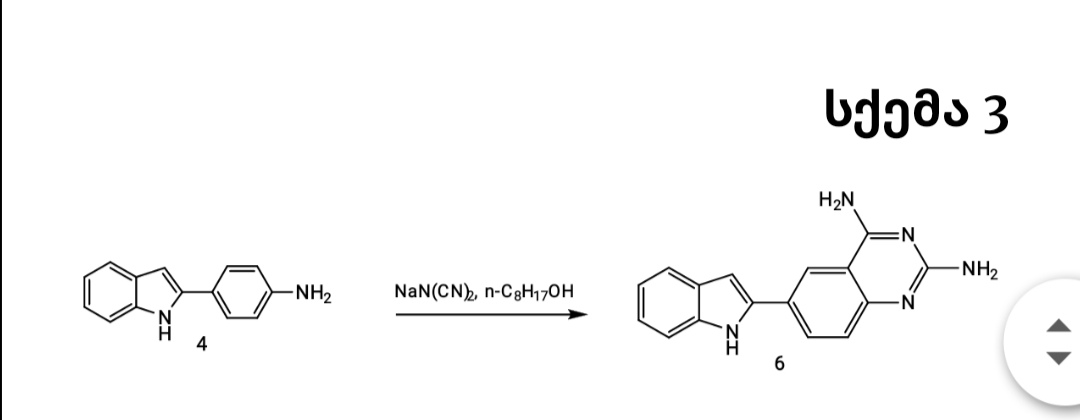 სქემა 3
H₂N
N
NH₂
N
NH₂
N
H
4
NaN(CN)₂, n-C₈H₁₇OH
N
H
6